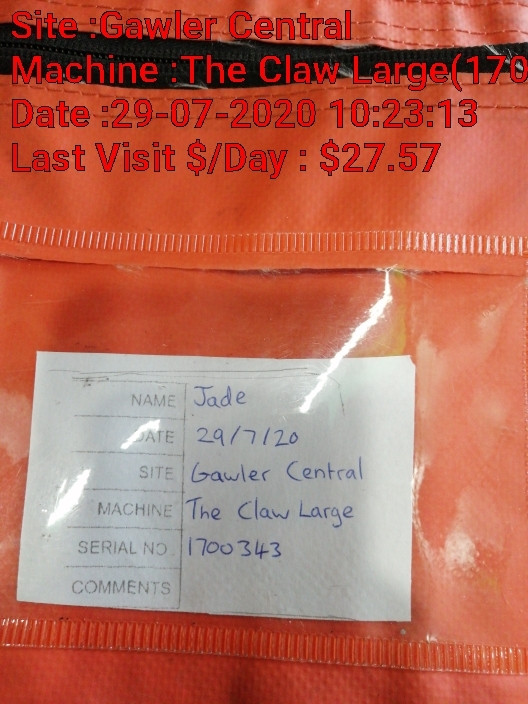 Site :Gawler Central
Machine :The Claw Large(170
Date :29-07-2020 10:23:13
Last Visit $/Day : $27.57
NAME Jade
DATE 29/7/20
SITE Gawler Central
MACHINE The Claw Large
SERIAL NO. 1700343
COMMENTS